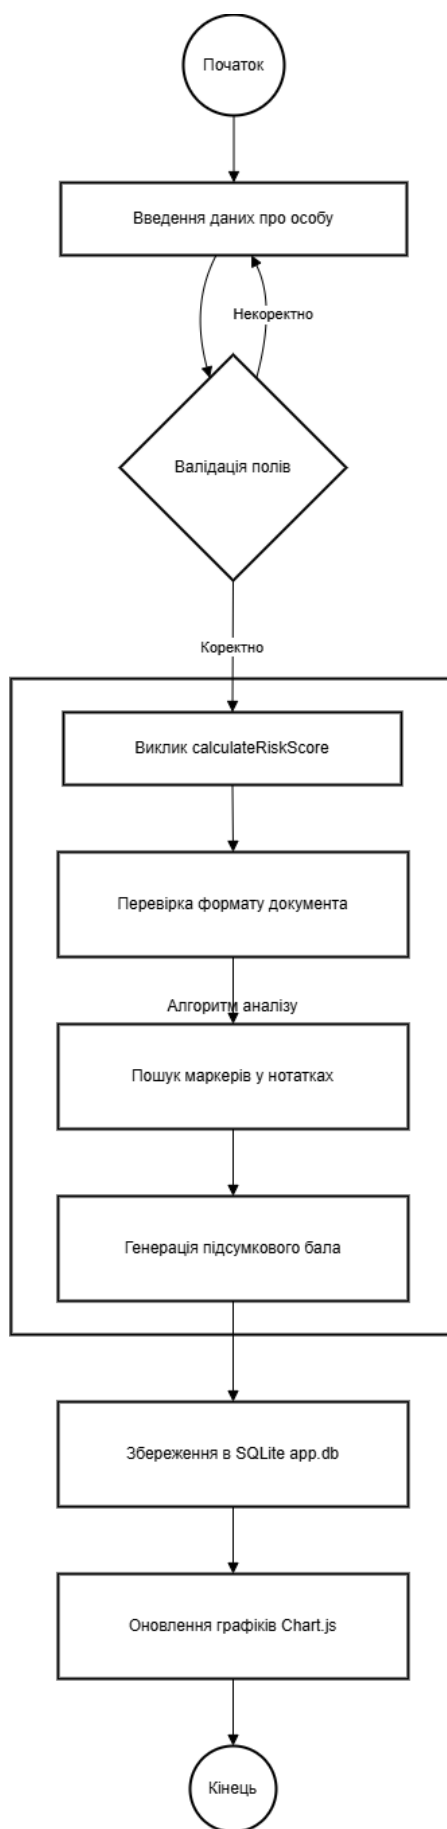 Початок
Введення даних про особу
Некоректно
Валідація полів
Коректно
Виклик calculateRiskScore
Перевірка формату документа
Алгоритм аналізу
Пошук маркерів у нотатках
Генерація підсумкового бала
Збереження в SQLite app.db
Оновлення графіків Chart.js
Кінець